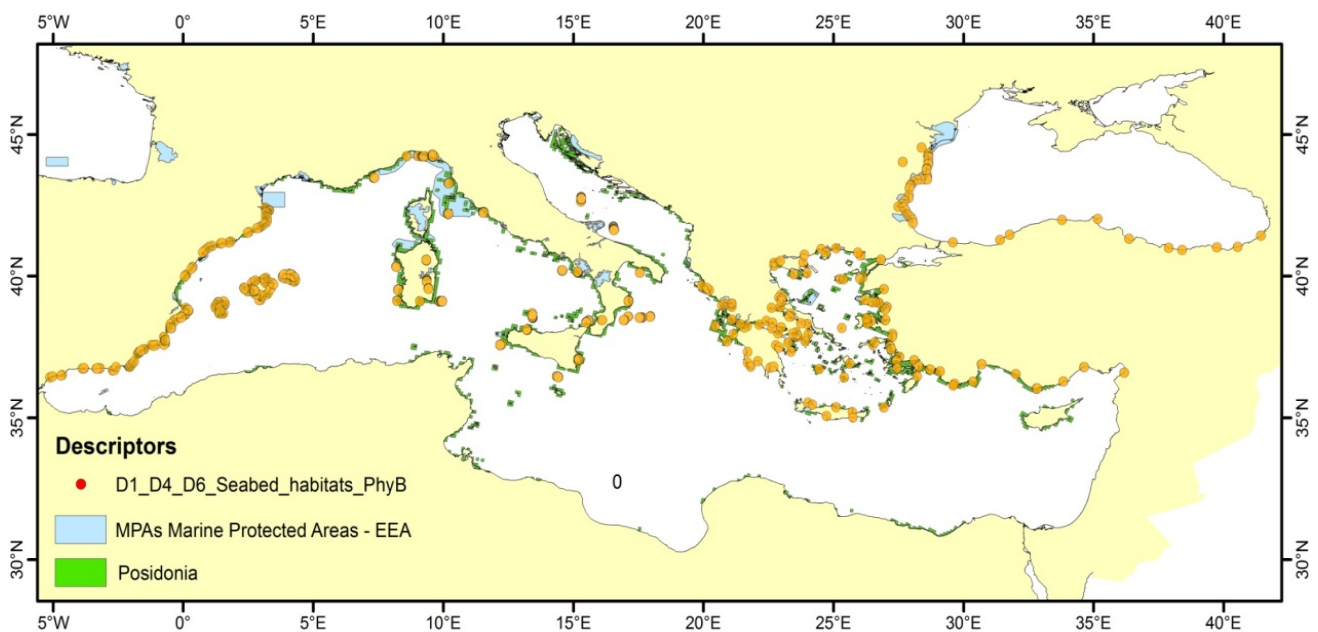 5°W 0° 5°E 10°E 15°E 20°E 25°E 30°E 35°E 40°E
45°N 45°N
40°N 40°N
35°N 35°N
Descriptors
D1_D4_D6_Seabed_habitats_PhyB
0
MPAs Marine Protected Areas - EEA
30°N 30°N
Posidonia
5°W 0° 5°E 10°E 15°E 20°E 25°E 30°E 35°E 40°E